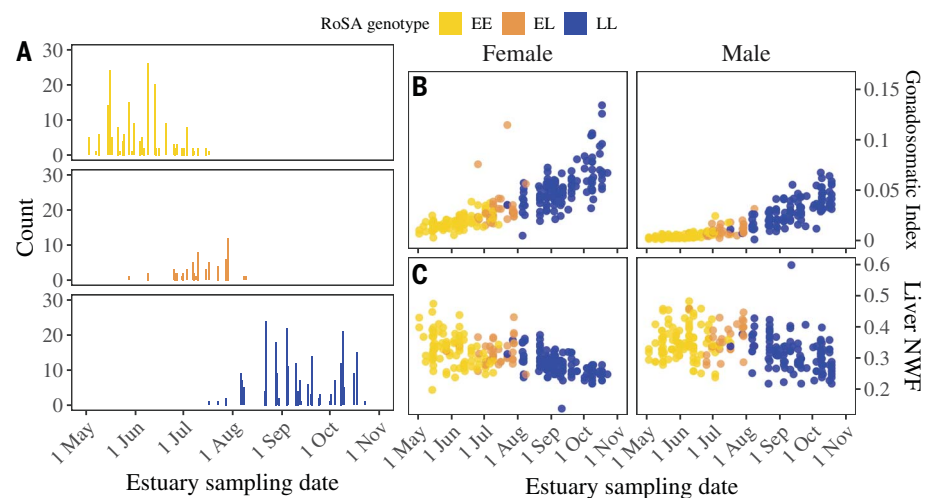 RoSA genotype EE EL LL
A
Female Male
30
20
10
0
30
20
10
0
30
20
10
0
Count
1 May 1 Jun 1 Jul 1 Aug 1 Sep 1 Oct 1 Nov
Estuary sampling date
B
0.15
0.1
0.05
0
Gonadosomatic Index
C
0.6
0.5
0.4
0.3
0.2
Liver NWF
1 May 1 Jun 1 Jul 1 Aug 1 Sep 1 Oct 1 Nov 1 May 1 Jun 1 Jul 1 Aug 1 Sep 1 Oct 1 Nov
Estuary sampling date